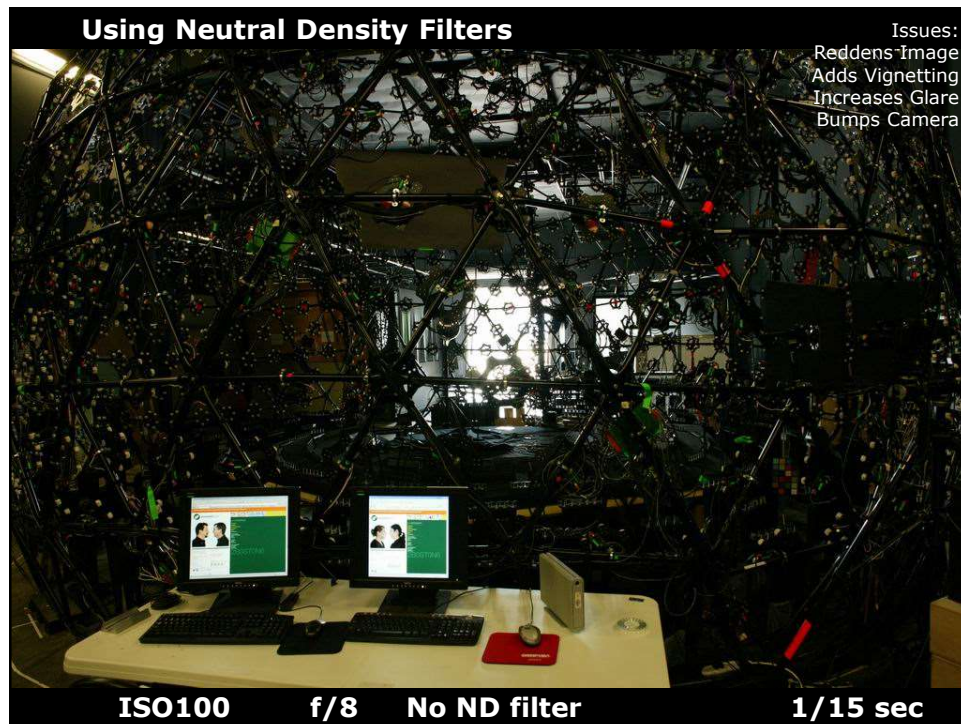 Using Neutral Density Filters
Issues:
Reddens Image
Adds Vignetting
Increases Glare
Bumps Camera
ISO100 f/8 No ND filter 1/15 sec